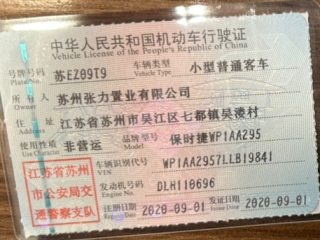 中华人民共和国机动车行驶证
Vehicle License of the People's Republic of China
号牌号码 苏EZ09T9 车辆类型 小型普通客车
Plate No. Vehicle Type
所有人 苏州张力置业有限公司
Owner
住址 江苏省苏州市吴江区七都镇吴溇村
Address
使用性质 非营运 品牌型号 保时捷WP1AA295
Use Character Model
车辆识别代号 WP1AA2957LLB19841
VIN
发动机号码 DLH110696
Engine No.
注册日期 2020-09-01 发证日期 2020-09-01
Register Date Issue Date
江苏省苏州
市公安局交
通警察支队